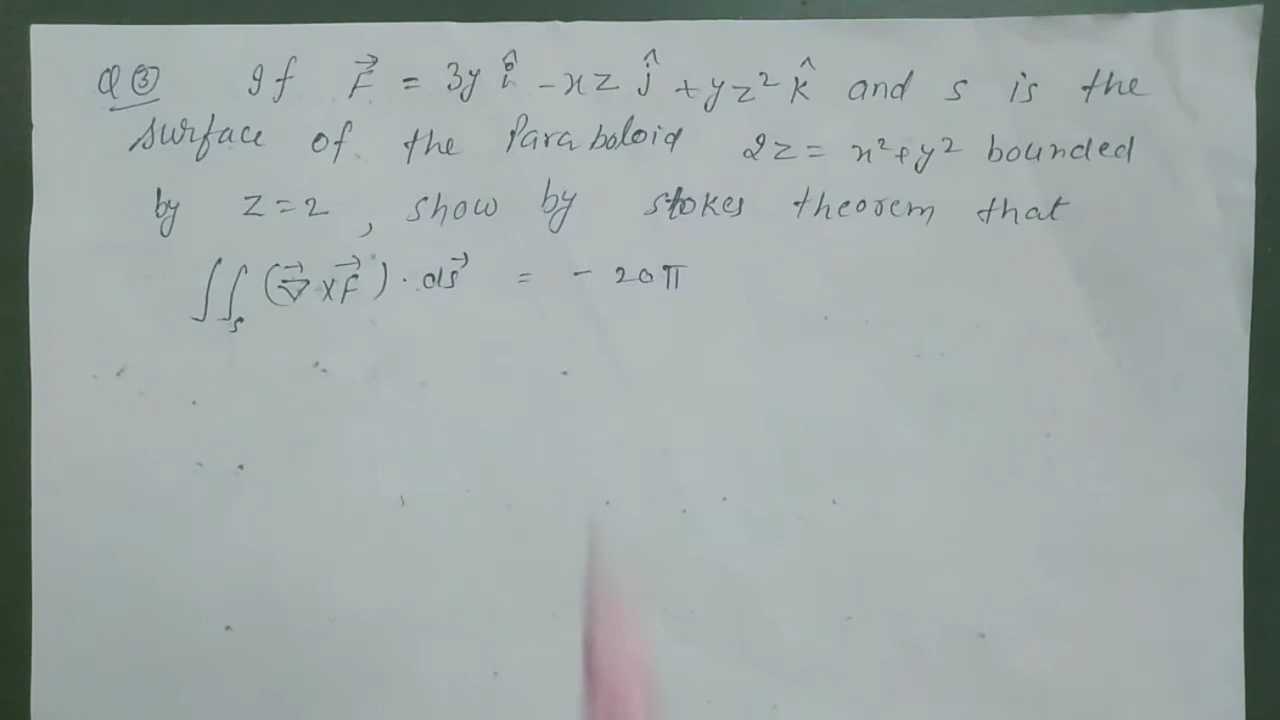 Q ③ If F⃗ = 3y î - xz ĵ + yz² k̂ and s is the
surface of the Paraboloid 2z = x²+y² bounded
by z=2 , show by stokes theorem that
∬ₛ (∇⃗ × F⃗) · ds⃗ = - 20π